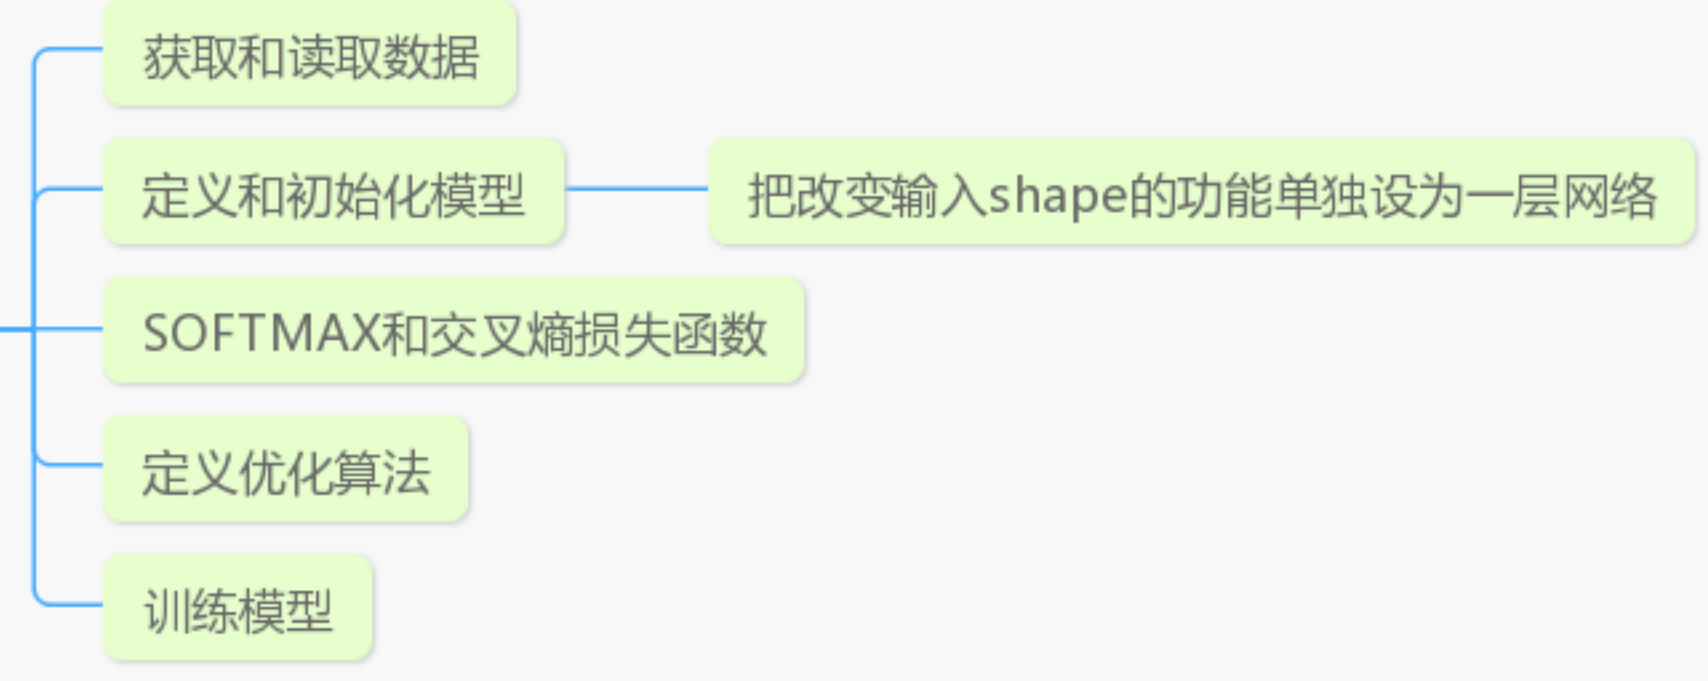 获取和读取数据
定义和初始化模型
把改变输入shape的功能单独设为一层网络
SOFTMAX和交叉熵损失函数
定义优化算法
训练模型